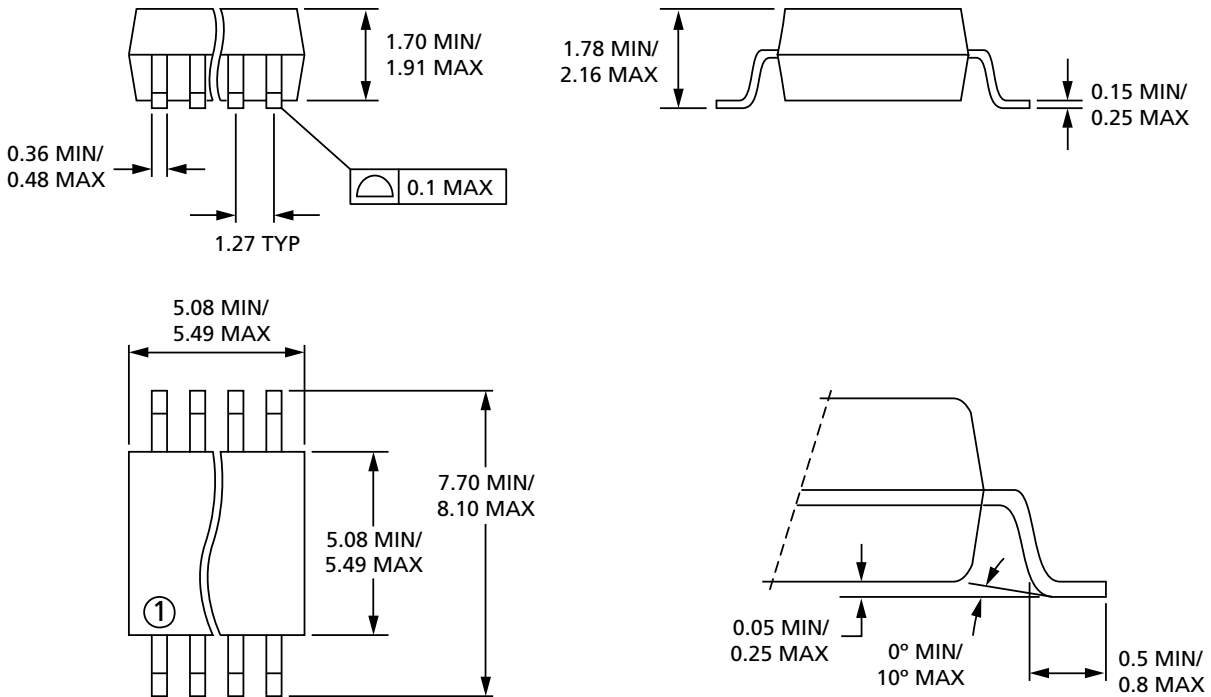 1.70 MIN/
1.91 MAX
1.78 MIN/
2.16 MAX
0.15 MIN/
0.25 MAX
0.36 MIN/
0.48 MAX
0.1 MAX
1.27 TYP
5.08 MIN/
5.49 MAX
7.70 MIN/
8.10 MAX
5.08 MIN/
5.49 MAX
1
0.05 MIN/
0.25 MAX
0º MIN/
10º MAX
0.5 MIN/
0.8 MAX